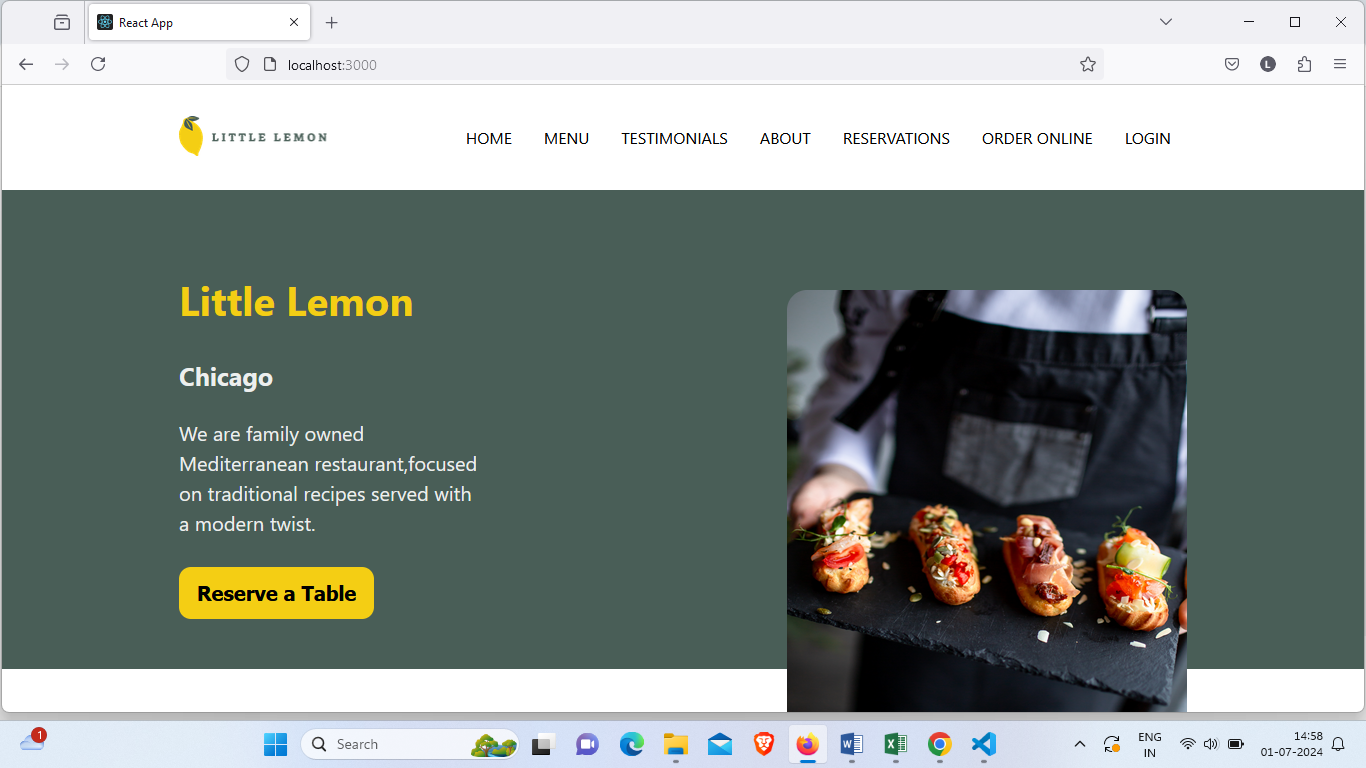 React App
localhost:3000
LITTLE LEMON
HOME MENU TESTIMONIALS ABOUT RESERVATIONS ORDER ONLINE LOGIN
Little Lemon
Chicago
We are family owned
Mediterranean restaurant,focused
on traditional recipes served with
a modern twist.
Reserve a Table
1
Search
ENG
IN
14:58
01-07-2024
L